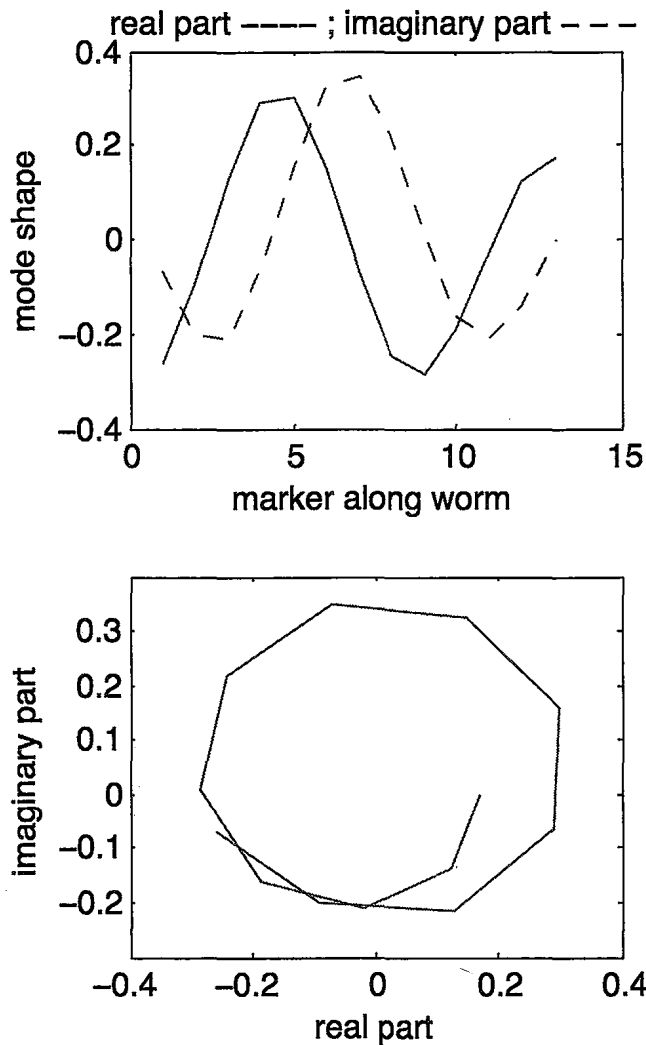 real part ---- ; imaginary part – – –
0.4
0.2
0
−0.2
−0.4
mode shape
0 5 10 15
marker along worm
0.3
0.2
0.1
0
−0.1
−0.2
imaginary part
−0.4 −0.2 0 0.2 0.4
real part